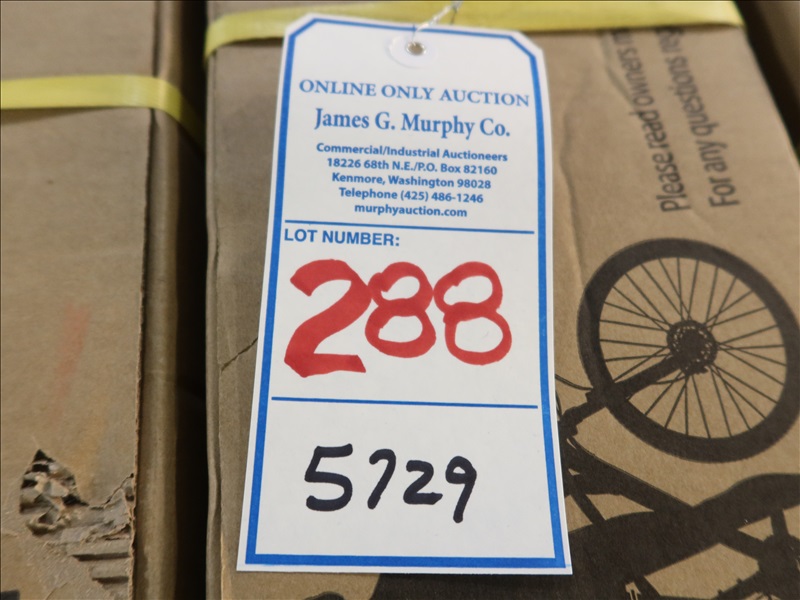 ONLINE ONLY AUCTION
James G. Murphy Co.
Commercial/Industrial Auctioneers
18226 68th N.E./P.O. Box 82160
Kenmore, Washington 98028
Telephone (425) 486-1246
murphyauction.com
LOT NUMBER:
288
5729
Please read owners
For any questions